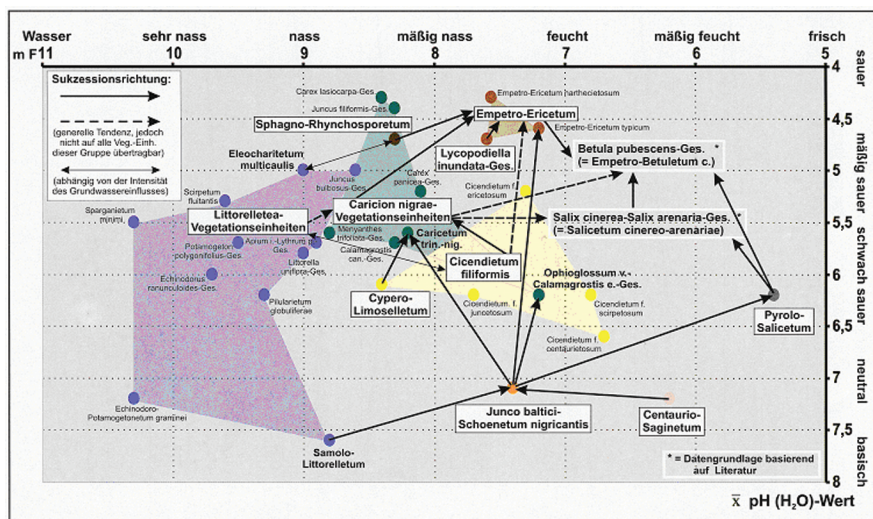 Wasser sehr nass nass mäßig nass feucht mäßig feucht frisch
m F 11 10 9 8 7 6 5
4
4,5
5
5,5
6
6,5
7
7,5
8
sauer
mäßig sauer
schwach sauer
neutral
basisch
Sukzessionsrichtung:
(generelle Tendenz, jedoch
nicht auf alle Veg.-Einh.
dieser Gruppe übertragbar)
(abhängig von der Intensität
des Grundwassereinflusses)
Carex lasiocarpa-Ges.
Juncus filiformis-Ges.
Sphagno-Rhynchosporetum
Empetro-Ericetum harthecietosum
Empetro-Ericetum
Empetro-Ericetum typicum
Lycopodiella
inundata-Ges.
Betula pubescens-Ges. *
(= Empetro-Betuletum c.)
Eleocharitetum
multicaulis
Juncus
bulbosus-Ges.
Carex
panicea-Ges.
Cicendietum f.
ericetosum
Scirpetum
fluitantis
Sparganietum
minimi
Littorelletea-
Vegetationseinheiten
Caricion nigrae-
Vegetationseinheiten
Salix cinerea-Salix arenaria-Ges. *
(= Salicetum cinereo-arenariae)
Potamogeton
polygonifolius-Ges.
Apium i.-Lythrum p.
Ges.
Menyanthes
trifoliata-Ges.
Caricetum
trin.-nig.
Calamagrostis
can.-Ges.
Littorella
uniflora-Ges.
Echinodorus
ranunculoides-Ges.
Cicendietum
filiformis
Pilularietum
globuliferae
Cypero-
Limoselletum
Cicendietum f.
juncetosum
Ophioglossum v.-
Calamagrostis e.-Ges.
Cicendietum f.
scirpetosum
Cicendietum f.
centaurietosum
Pyrolo-
Salicetum
Echinodoro-
Potamogetonetum graminei
Samolo-
Littorelletum
Junco baltici-
Schoenetum nigricantis
Centaurio-
Saginetum
* = Datengrundlage basierend
auf Literatur
x̄ pH (H₂O)-Wert